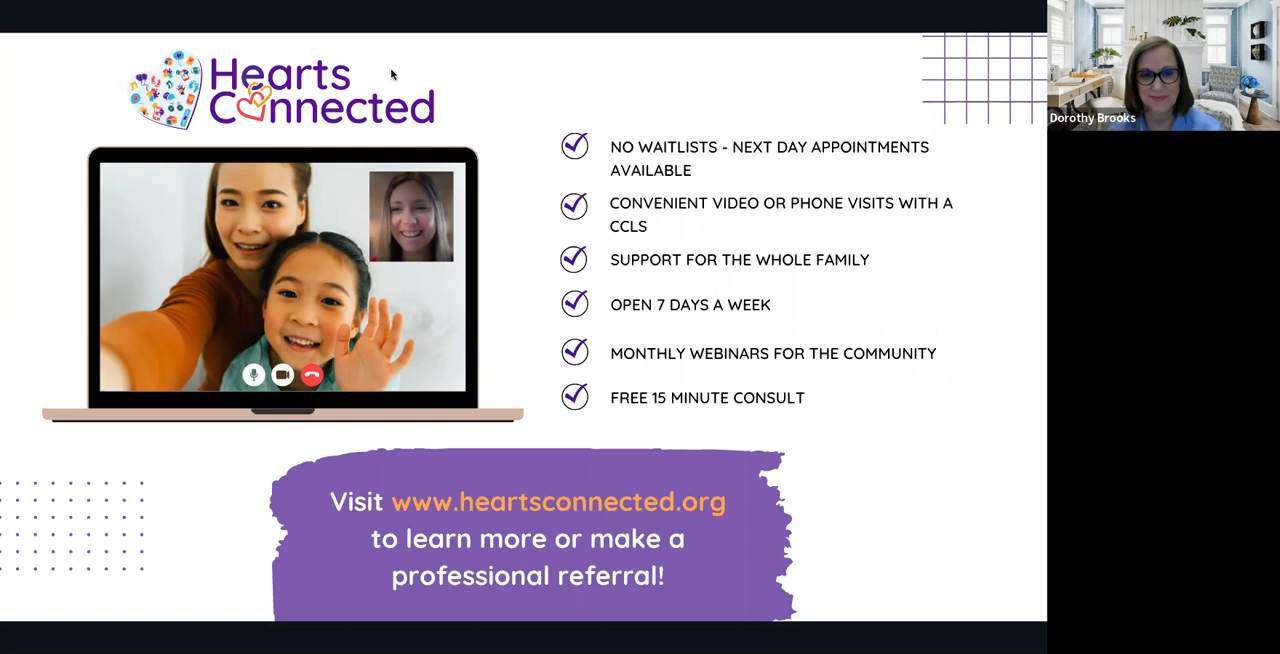 Hearts
Connected
NO WAITLISTS - NEXT DAY APPOINTMENTS
AVAILABLE
CONVENIENT VIDEO OR PHONE VISITS WITH A
CCLS
SUPPORT FOR THE WHOLE FAMILY
OPEN 7 DAYS A WEEK
MONTHLY WEBINARS FOR THE COMMUNITY
FREE 15 MINUTE CONSULT
Visit www.heartsconnected.org
to learn more or make a
professional referral!
Dorothy Brooks